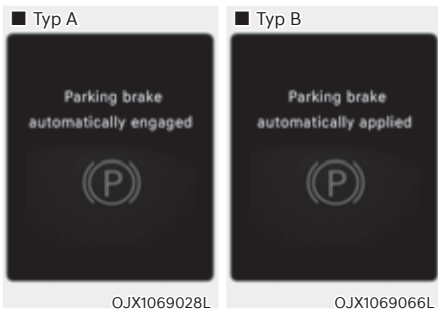 ■ Typ A
Parking brake
automatically engaged
P
OJX1069028L
■ Typ B
Parking brake
automatically applied
P
OJX1069066L